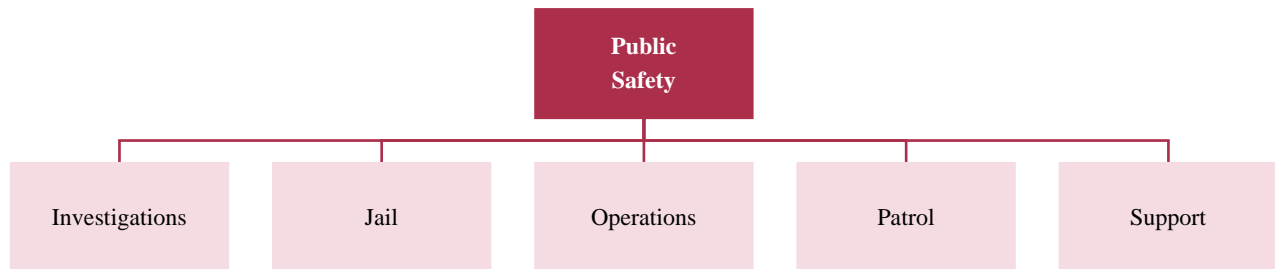 Public
Safety
Investigations
Jail
Operations
Patrol
Support